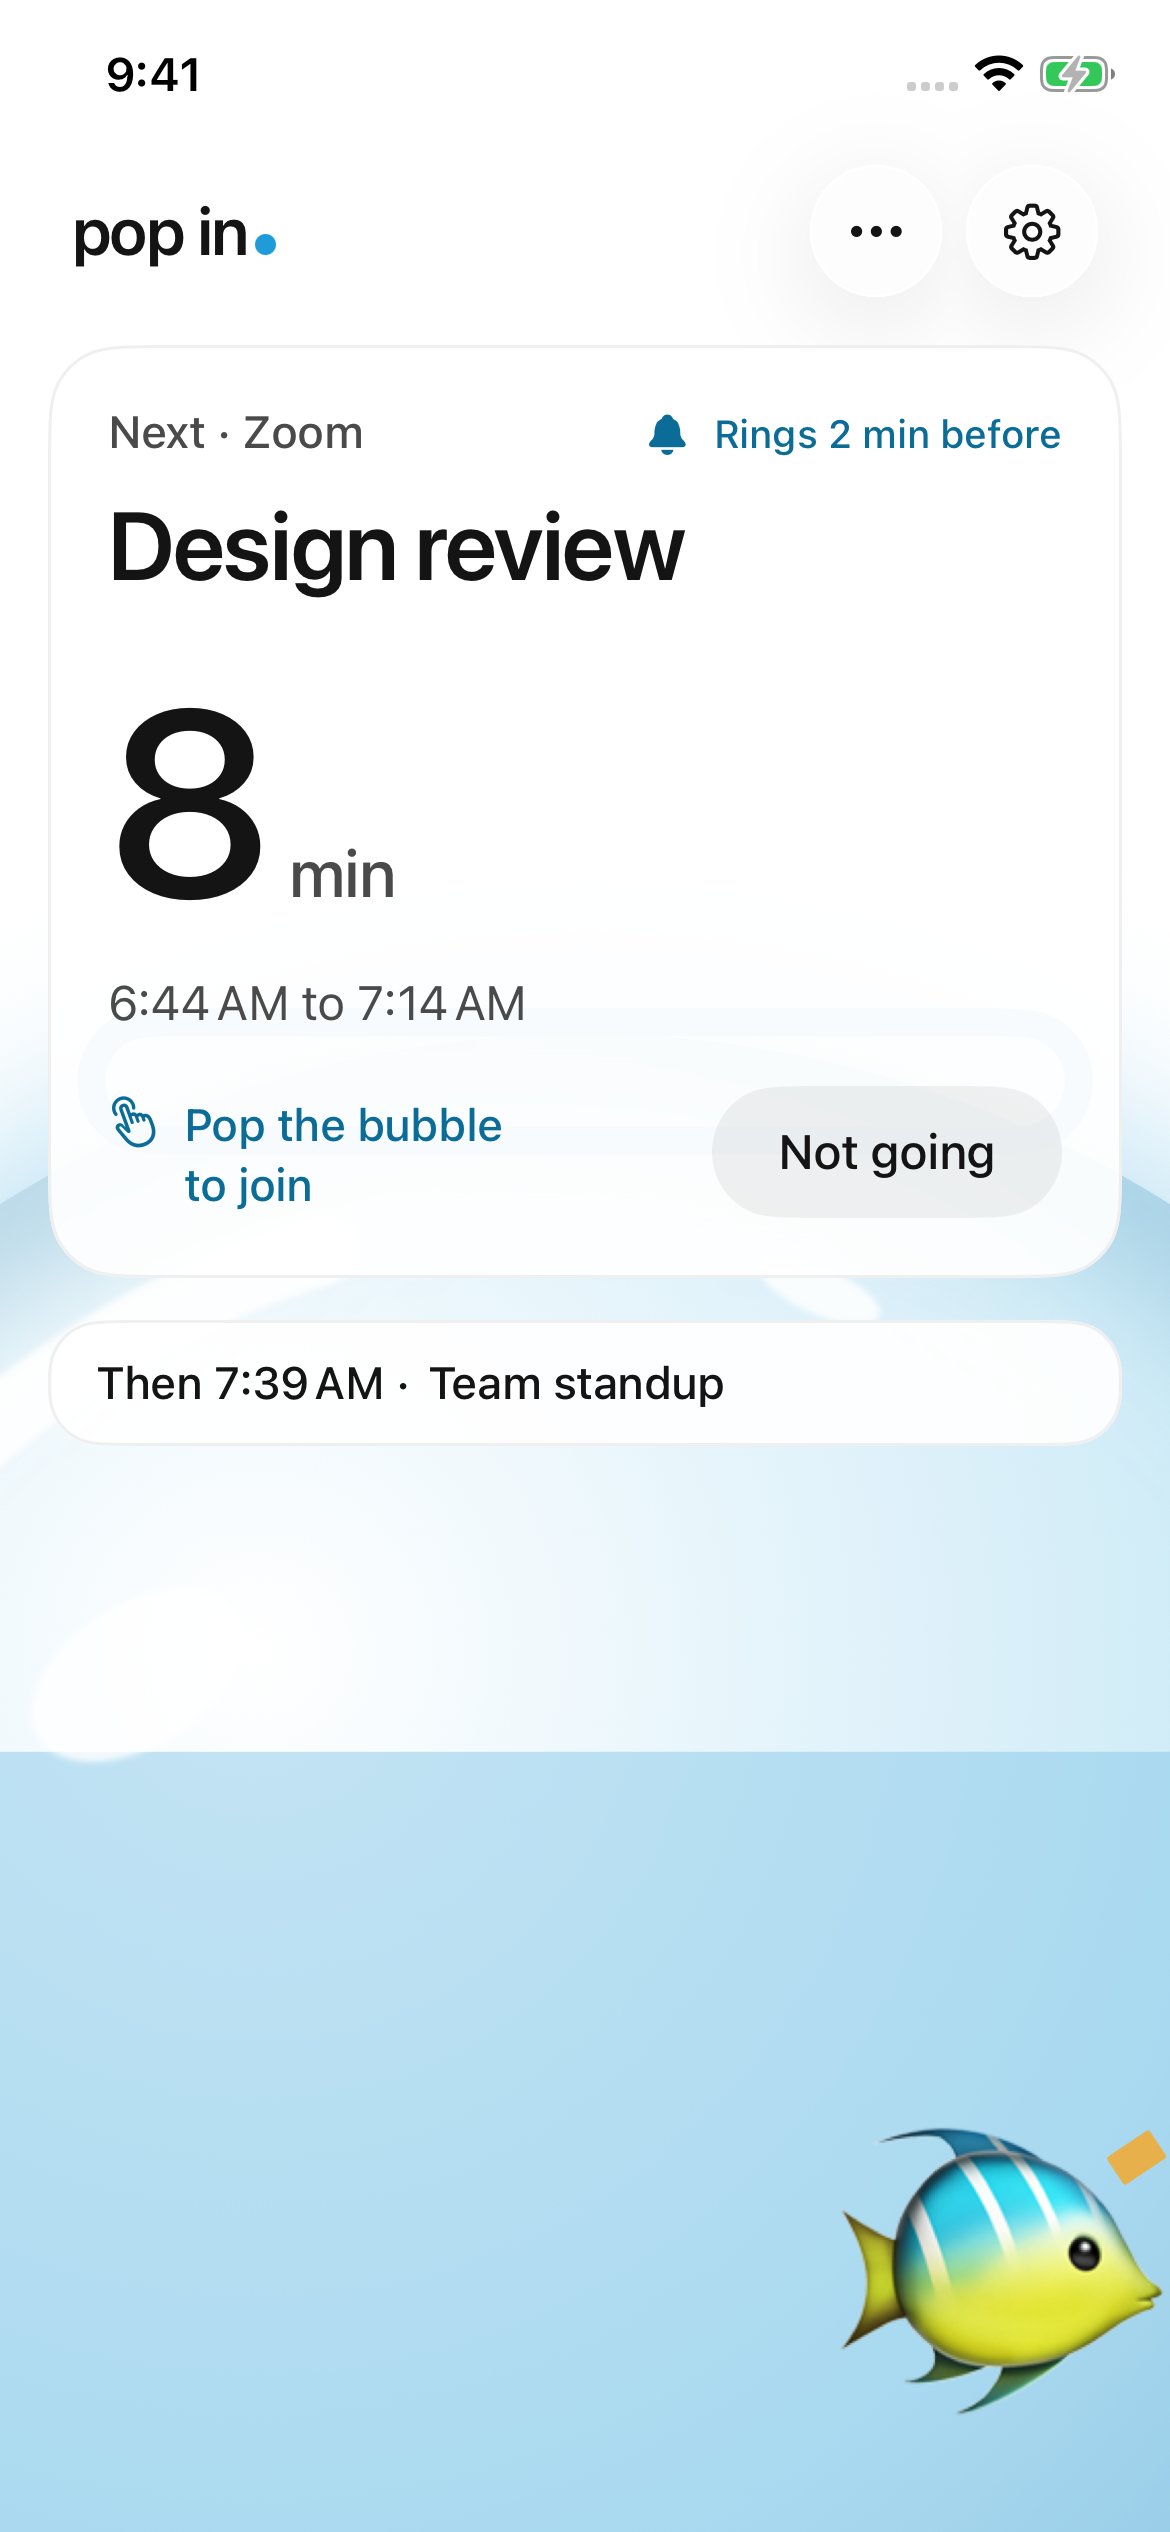 9:41
pop in
Next · Zoom
Rings 2 min before
Design review
8 min
6:44 AM to 7:14 AM
Pop the bubble
to join
Not going
Then 7:39 AM · Team standup